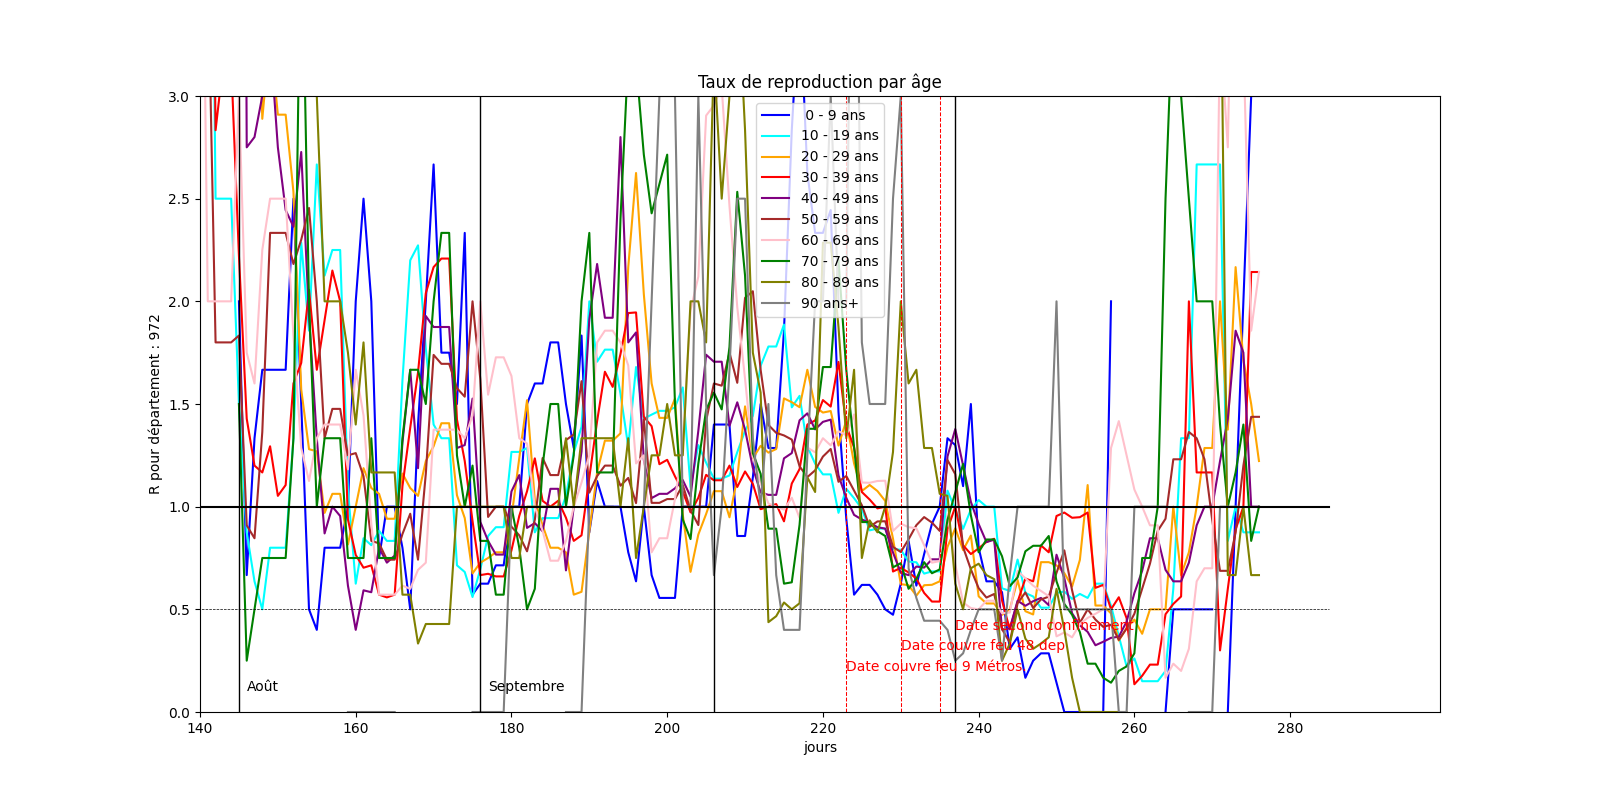 Taux de reproduction par âge
R pour département : 972
3.0
2.5
2.0
1.5
1.0
0.5
0.0
0 - 9 ans
10 - 19 ans
20 - 29 ans
30 - 39 ans
40 - 49 ans
50 - 59 ans
60 - 69 ans
70 - 79 ans
80 - 89 ans
90 ans+
Date second confinement
Date couvre feu 48 dep
Date couvre feu 9 Métros
Août
Septembre
140 160 180 200 220 240 260 280
jours